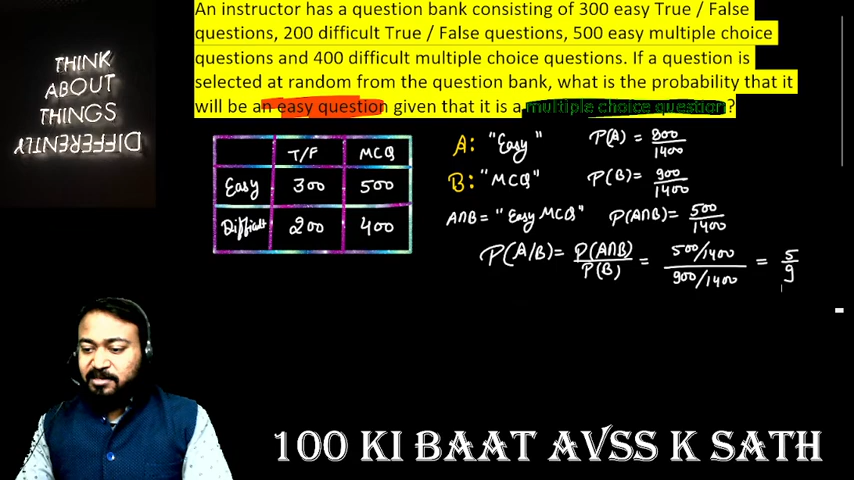 An instructor has a question bank consisting of 300 easy True / False
questions, 200 difficult True / False questions, 500 easy multiple choice
questions and 400 difficult multiple choice questions. If a question is
selected at random from the question bank, what is the probability that it
will be an easy question given that it is a multiple choice question?
THINK
ABOUT
THINGS
DIFFERENTLY
T/F MCQ
Easy 300 500
Difficult 200 400
A: "Easy" P(A) = 800/1400
B: "MCQ" P(B) = 900/1400
A∩B = "Easy MCQ" P(A∩B) = 500/1400
P(A/B) = P(A∩B)/P(B) = 500/1400 / 900/1400 = 5/9
100 KI BAAT AVSS K SATH